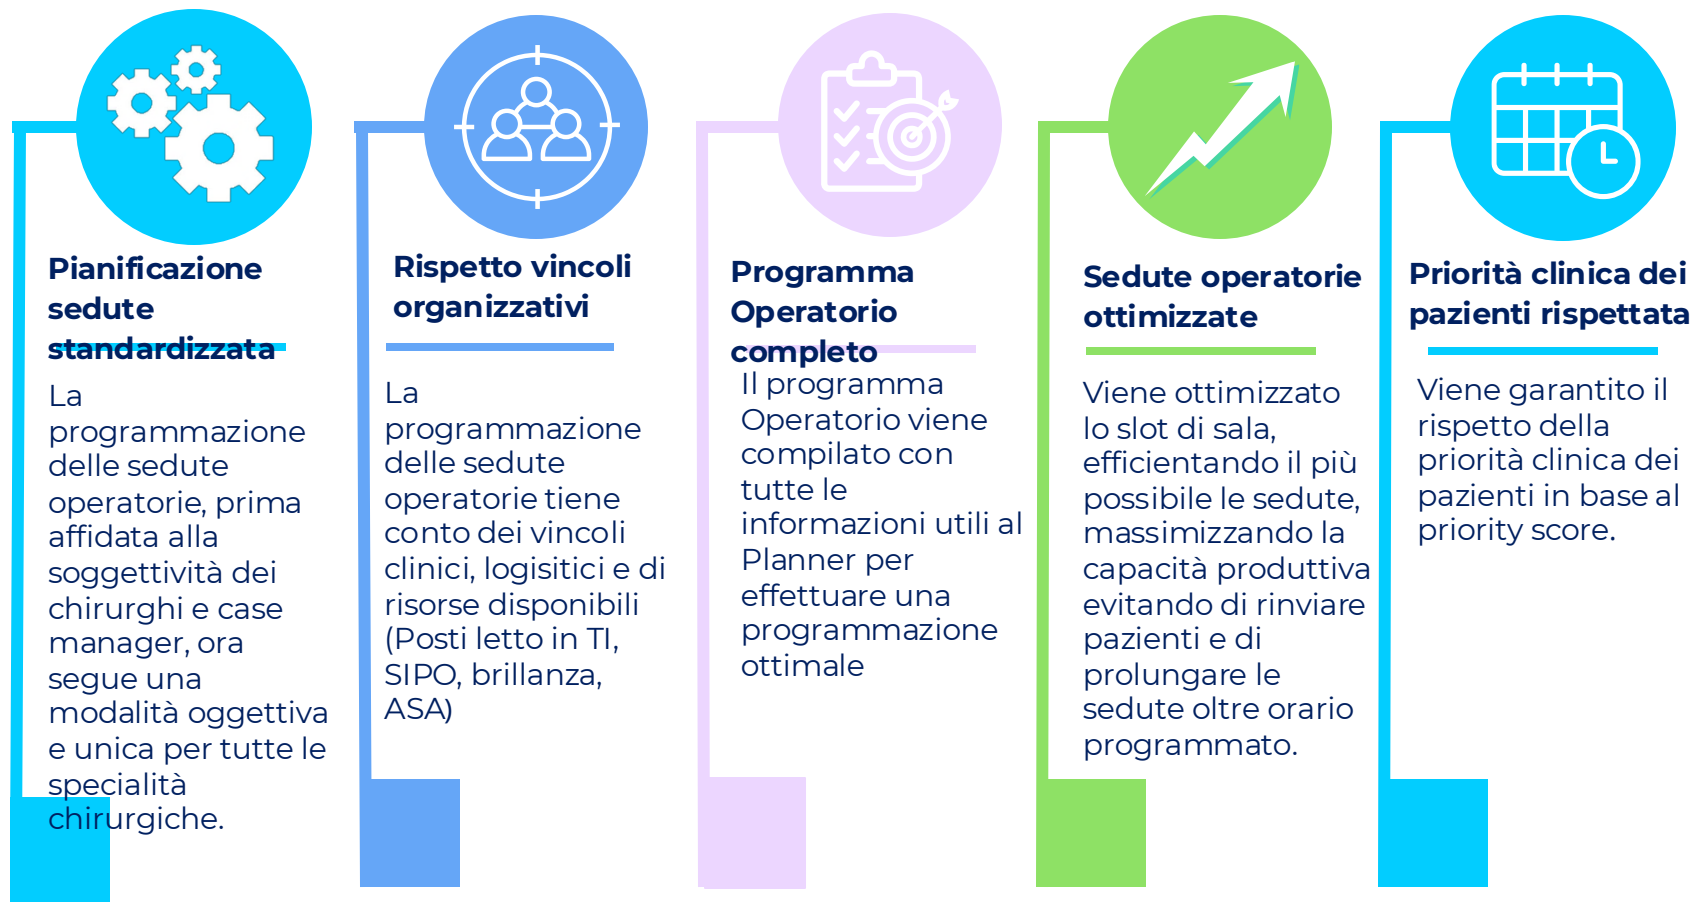 Pianificazione
sedute
standardizzata
La
programmazione
delle sedute
operatorie, prima
affidata alla
soggettività dei
chirurghi e case
manager, ora
segue una
modalità oggettiva
e unica per tutte le
specialità
chirurgiche.
Rispetto vincoli
organizzativi
La
programmazione
delle sedute
operatorie tiene
conto dei vincoli
clinici, logisitici e di
risorse disponibili
(Posti letto in TI,
SIPO, brillanza,
ASA)
Programma
Operatorio
completo
Il programma
Operatorio viene
compilato con
tutte le
informazioni utili al
Planner per
effettuare una
programmazione
ottimale
Sedute operatorie
ottimizzate
Viene ottimizzato
lo slot di sala,
efficientando il più
possibile le sedute,
massimizzando la
capacità produttiva
evitando di rinviare
pazienti e di
prolungare le
sedute oltre orario
programmato.
Priorità clinica dei
pazienti rispettata
Viene garantito il
rispetto della
priorità clinica dei
pazienti in base al
priority score.